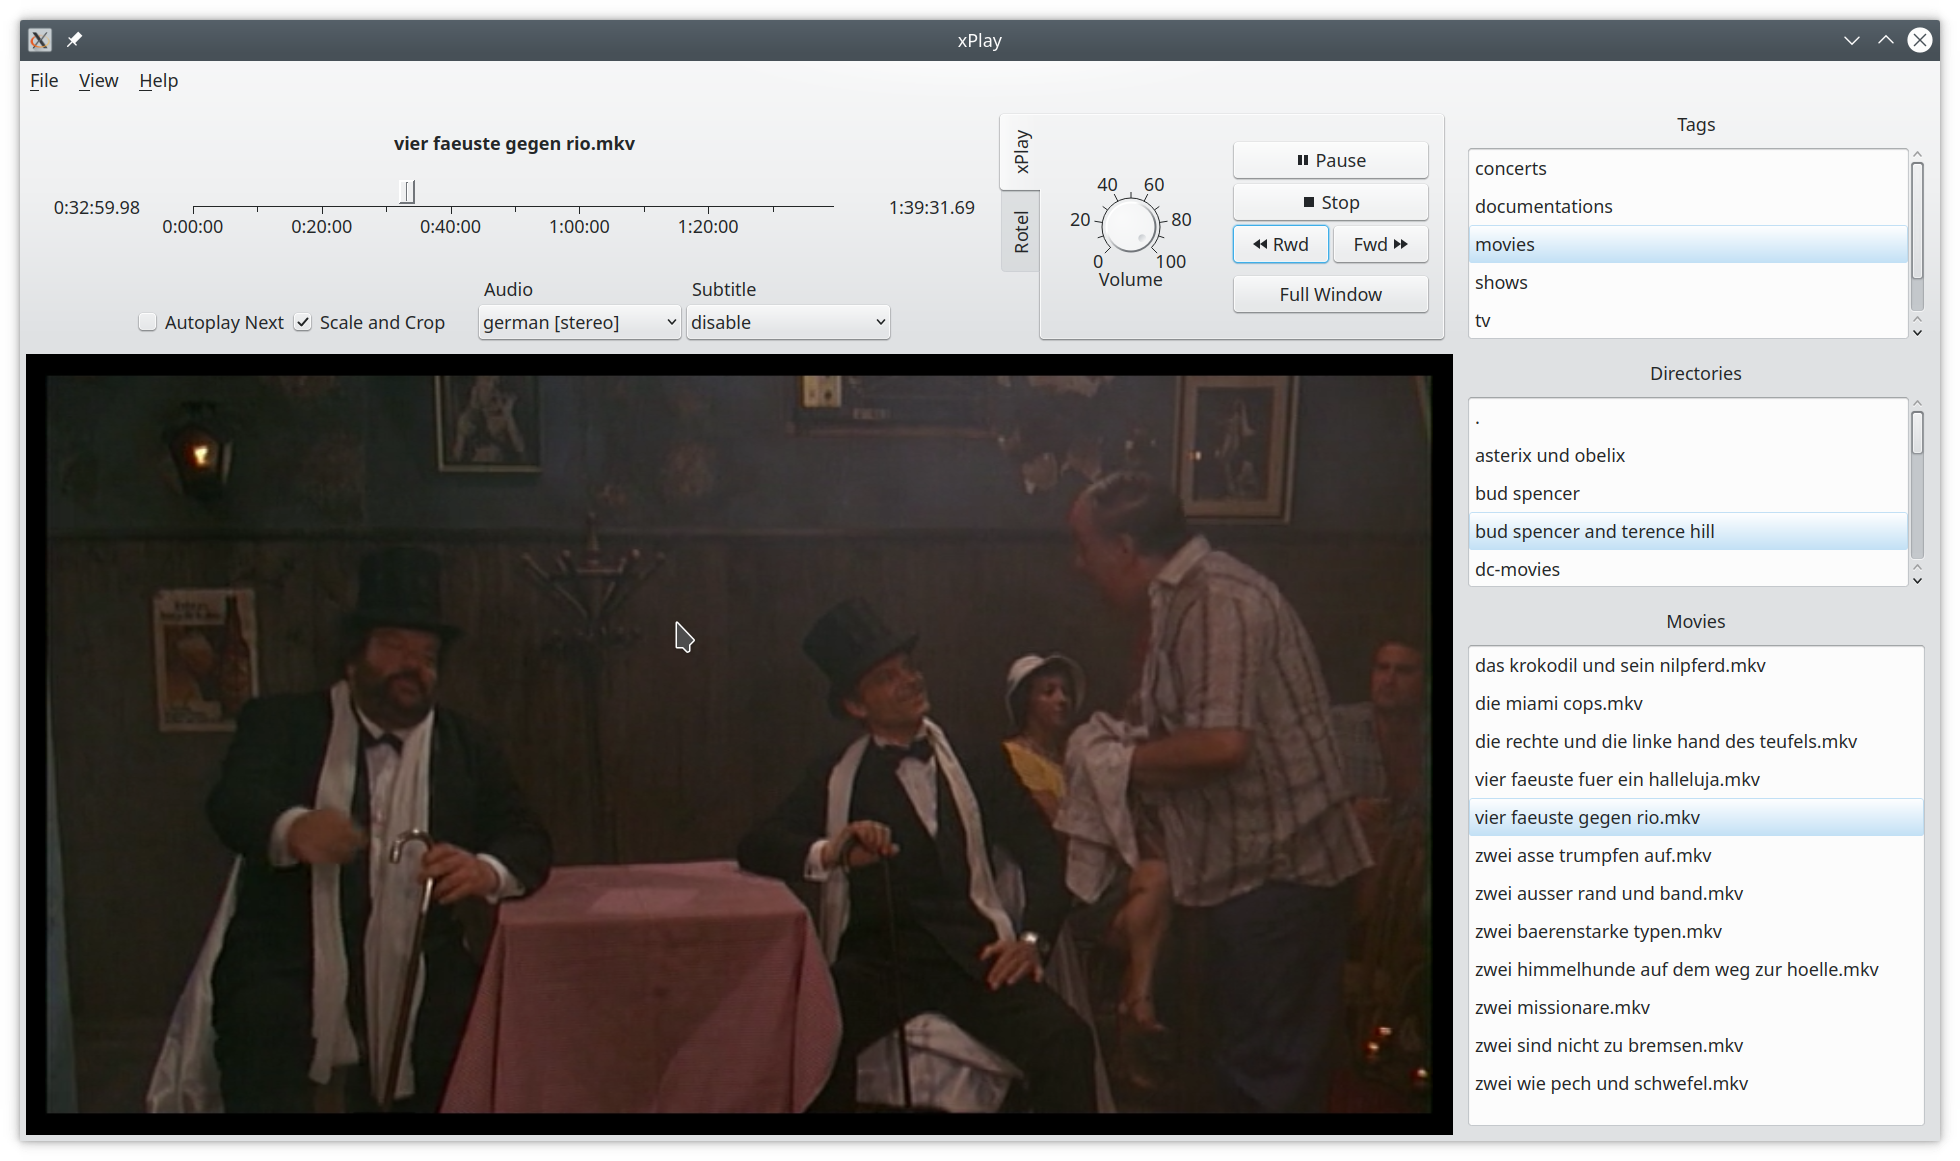 xPlay
File View Help
vier faeuste gegen rio.mkv
0:32:59.98
0:00:00 0:20:00 0:40:00 1:00:00 1:20:00
1:39:31.69
Autoplay Next
Scale and Crop
Audio
german [stereo]
Subtitle
disable
xPlay
Rotel
0 20 40 60 80 100
Volume
Pause
Stop
Rwd
Fwd
Full Window
Tags
concerts
documentations
movies
shows
tv
Directories
.
asterix und obelix
bud spencer
bud spencer and terence hill
dc-movies
Movies
das krokodil und sein nilpferd.mkv
die miami cops.mkv
die rechte und die linke hand des teufels.mkv
vier faeuste fuer ein halleluja.mkv
vier faeuste gegen rio.mkv
zwei asse trumpfen auf.mkv
zwei ausser rand und band.mkv
zwei baerenstarke typen.mkv
zwei himmelhunde auf dem weg zur hoelle.mkv
zwei missionare.mkv
zwei sind nicht zu bremsen.mkv
zwei wie pech und schwefel.mkv